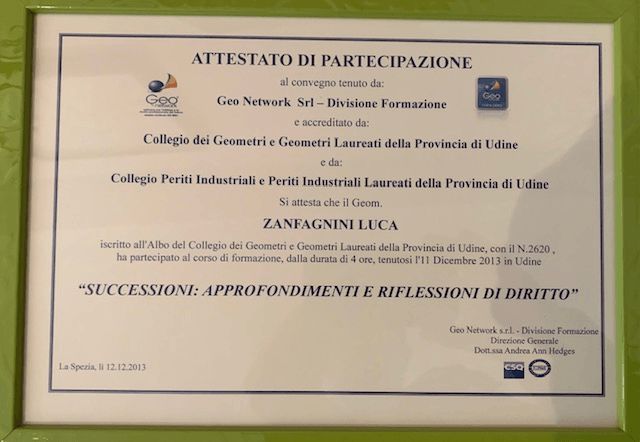 ATTESTATO DI PARTECIPAZIONE
al convegno tenuto da:
Geo Network Srl – Divisione Formazione
e accreditato da:
Collegio dei Geometri e Geometri Laureati della Provincia di Udine
e da:
Collegio Periti Industriali e Periti Industriali Laureati della Provincia di Udine
Si attesta che il Geom.
ZANFAGNINI LUCA
iscritto all'Albo del Collegio dei Geometri e Geometri Laureati della Provincia di Udine, con il N.2620 ,
ha partecipato al corso di formazione, dalla durata di 4 ore, tenutosi l'11 Dicembre 2013 in Udine
“SUCCESSIONI: APPROFONDIMENTI E RIFLESSIONI DI DIRITTO”
Geo Network s.r.l. - Divisione Formazione
Direzione Generale
Dott.ssa Andrea Ann Hedges
La Spezia, li 12.12.2013
Geo
Geo
CSQ